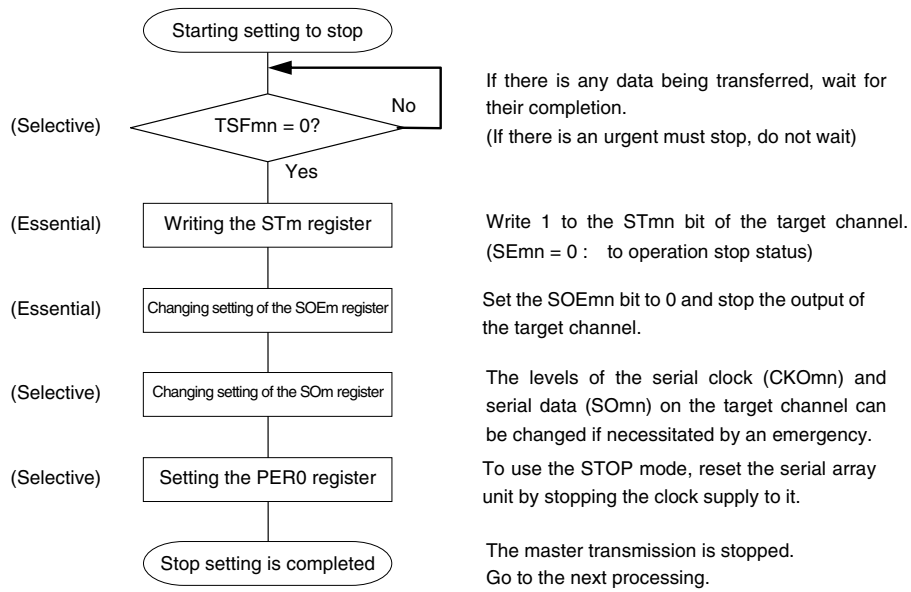 Starting setting to stop
(Selective)
TSFmn = 0?
No
Yes
If there is any data being transferred, wait for
their completion.
(If there is an urgent must stop, do not wait)
(Essential)
Writing the STm register
Write 1 to the STmn bit of the target channel.
(SEmn = 0 : to operation stop status)
(Essential)
Changing setting of the SOEm register
Set the SOEmn bit to 0 and stop the output of
the target channel.
(Selective)
Changing setting of the SOm register
The levels of the serial clock (CKOmn) and
serial data (SOmn) on the target channel can
be changed if necessitated by an emergency.
(Selective)
Setting the PER0 register
To use the STOP mode, reset the serial array
unit by stopping the clock supply to it.
Stop setting is completed
The master transmission is stopped.
Go to the next processing.